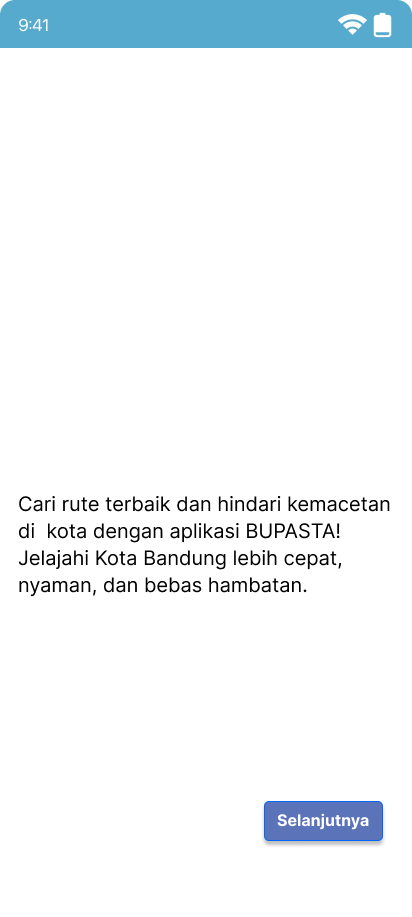 9:41
Cari rute terbaik dan hindari kemacetan
di  kota dengan aplikasi BUPASTA!
Jelajahi Kota Bandung lebih cepat,
nyaman, dan bebas hambatan.
Selanjutnya